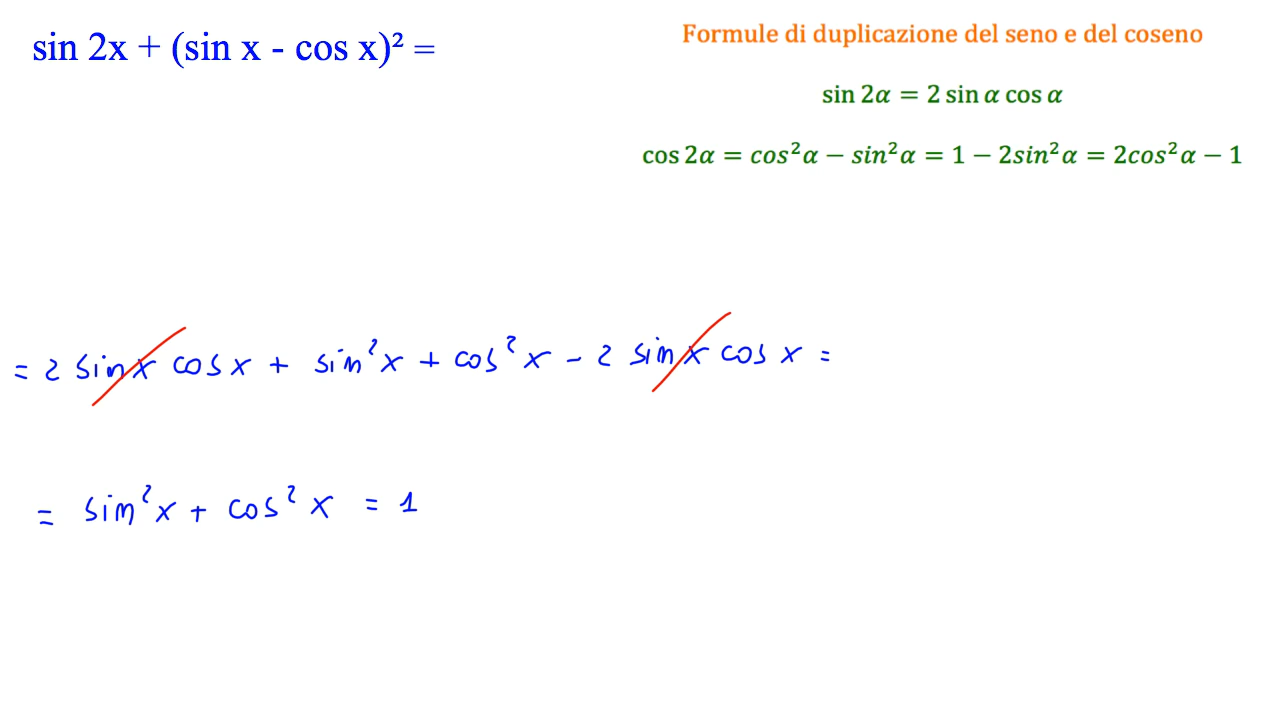 sin 2x + (sin x - cos x)² =
Formule di duplicazione del seno e del coseno
sin 2α = 2 sin α cos α
cos 2α = cos²α − sin²α = 1 − 2sin²α = 2cos²α − 1
= 2 sin x cos x + sin²x + cos²x − 2 sin x cos x =
= sin²x + cos²x = 1